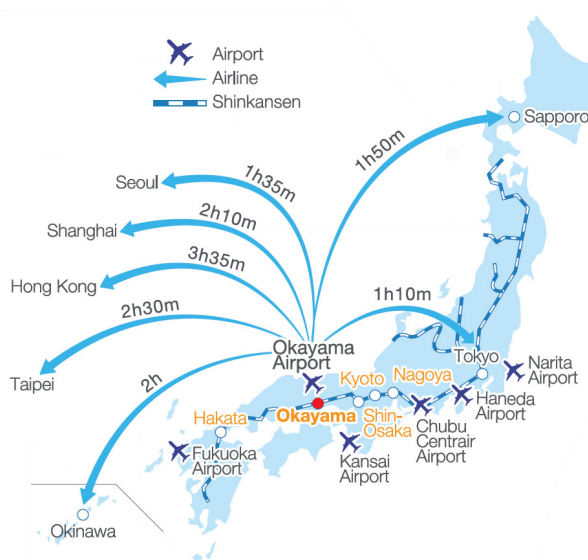 Airport
Airline
Shinkansen
Sapporo
1h50m
Seoul
1h35m
Shanghai
2h10m
Hong Kong
3h35m
Taipei
2h30m
1h10m
2h
Okayama
Airport
Tokyo
Narita
Airport
Haneda
Airport
Kyoto
Nagoya
Hakata
Okayama
Shin-
Osaka
Chubu
Centrair
Airport
Fukuoka
Airport
Kansai
Airport
Okinawa